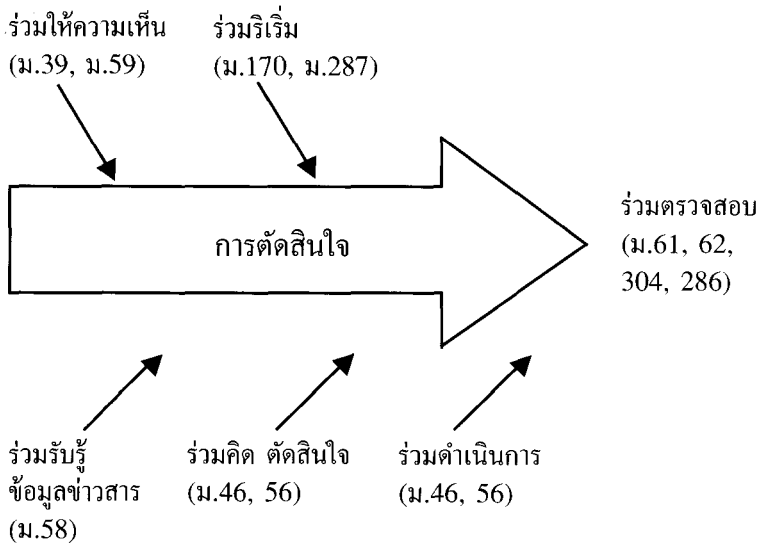 ร่วมให้ความเห็น
(ม.39, ม.59)
ร่วมริเริ่ม
(ม.170, ม.287)
การตัดสินใจ
ร่วมตรวจสอบ
(ม.61, 62,
304, 286)
ร่วมรับรู้
ข้อมูลข่าวสาร
(ม.58)
ร่วมคิด ตัดสินใจ
(ม.46, 56)
ร่วมดำเนินการ
(ม.46, 56)